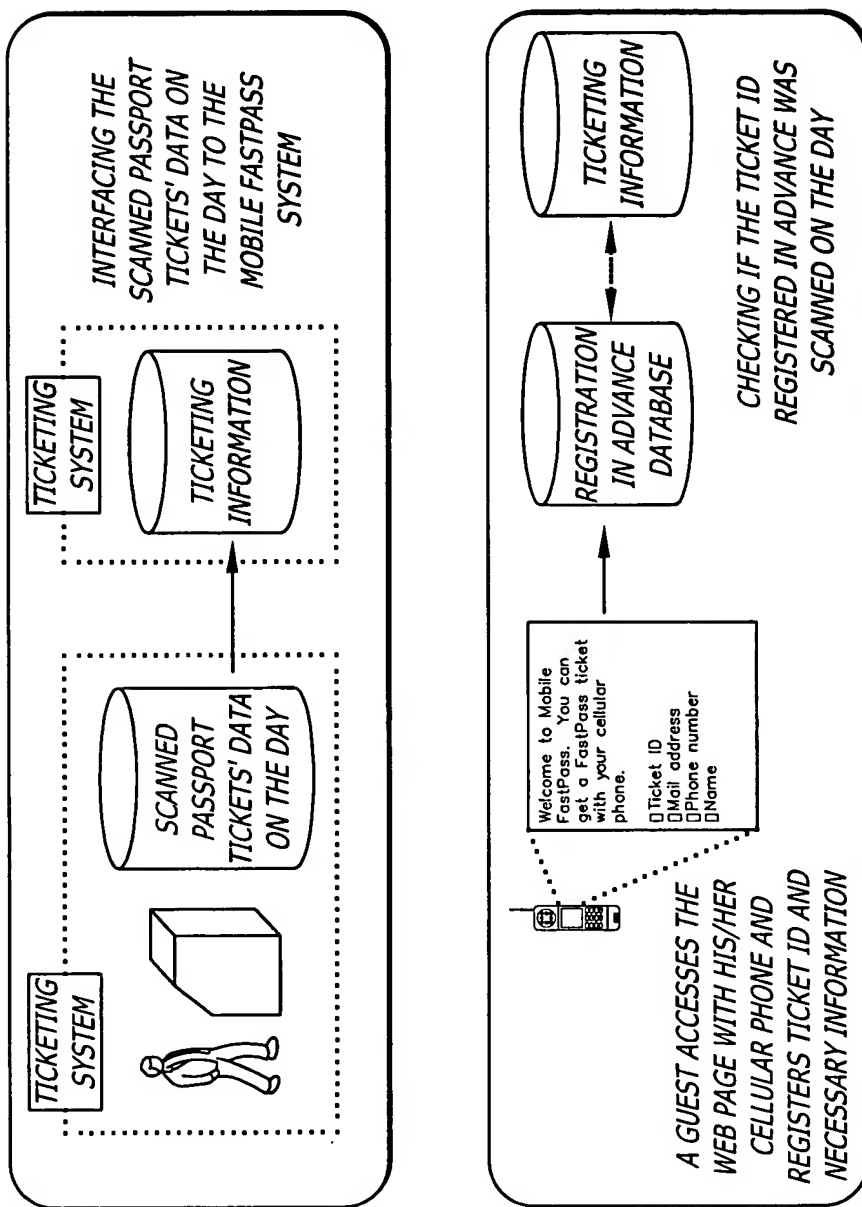 TICKETING
SYSTEM
SCANNED
PASSPORT
TICKETS' DATA
ON THE DAY
TICKETING
SYSTEM
TICKETING
INFORMATION
INTERFACING THE
SCANNED PASSPORT
TICKETS' DATA ON
THE DAY TO THE
MOBILE FASTPASS
SYSTEM
A GUEST ACCESSES THE
WEB PAGE WITH HIS/HER
CELLULAR PHONE AND
REGISTERS TICKET ID AND
NECESSARY INFORMATION
Welcome to Mobile
FastPass. You can
get a FastPass ticket
with your cellular
phone.
▯Ticket ID
▯Mail address
▯Phone number
▯Name
REGISTRATION
IN ADVANCE
DATABASE
TICKETING
INFORMATION
CHECKING IF THE TICKET ID
REGISTERED IN ADVANCE WAS
SCANNED ON THE DAY